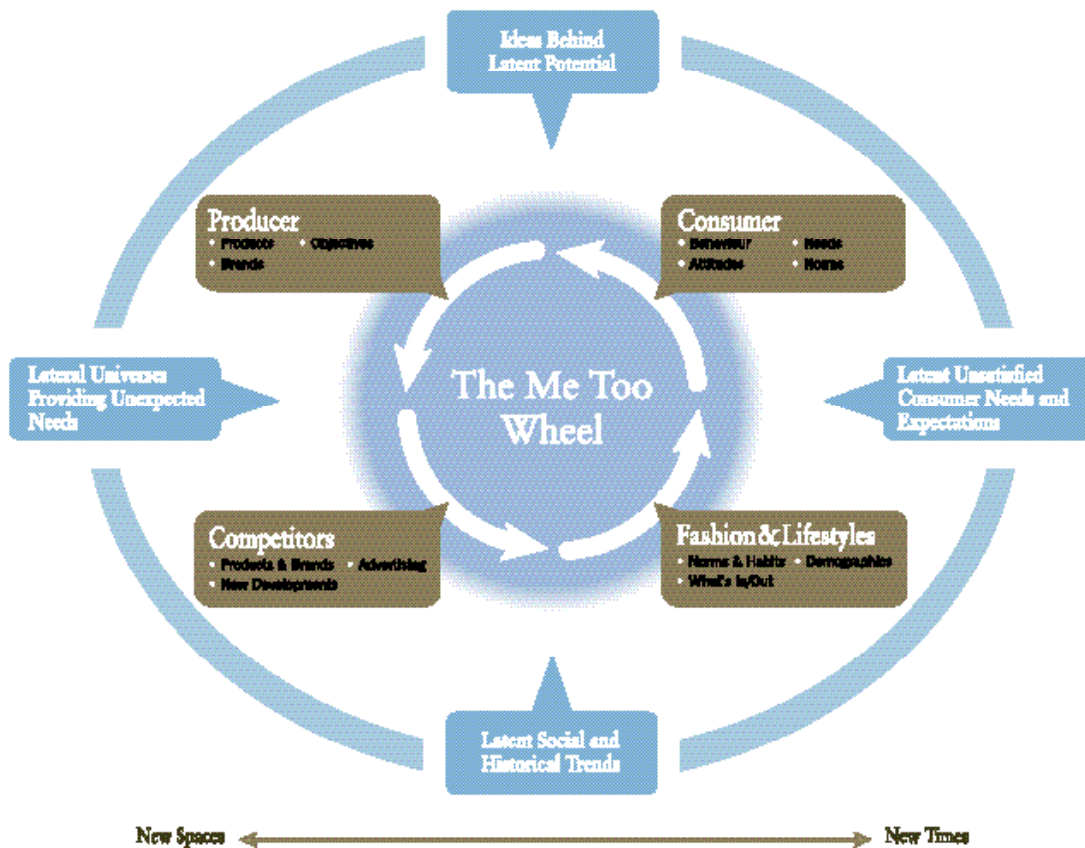 Ideas Behind
Latent Potential
Producer
• Products • Objectives
• Brands
Consumer
• Behaviour • Needs
• Attitudes • Norms
Lateral Universes
Providing Unexpected
Needs
The Me Too
Wheel
Latent Unsatisfied
Consumer Needs and
Expectations
Competitors
• Products & Brands • Advertising
• New Developments
Fashion & Lifestyles
• Norms & Habits • Demographics
• What's In/Out
Latent Social and
Historical Trends
New Spaces
New Times